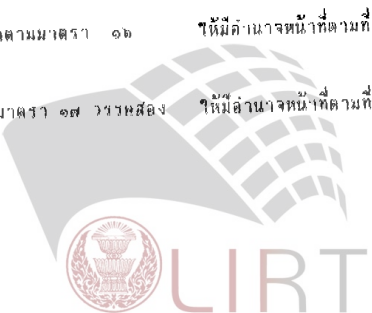 ตามมาตรา ๑๖ ให้มีอำนาจหน้าที่ตามที่
มาตรา ๑๗ วรรคสอง ให้มีอำนาจหน้าที่ตามที่
LIRT